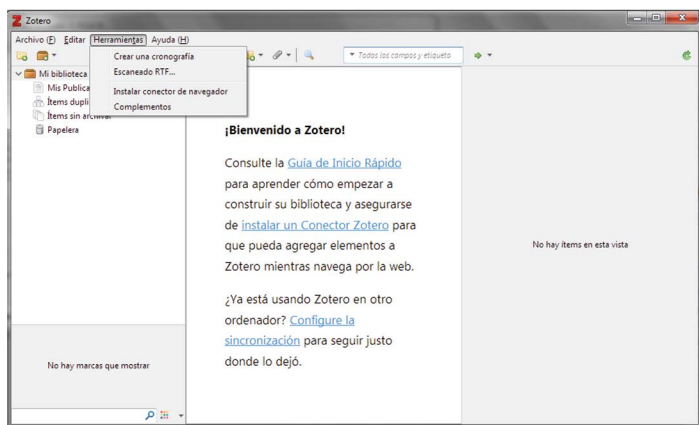 Zotero
Archivo (F) Editar Herramientas Ayuda (H)
Crear una cronografía
Escaneado RTF...
Instalar conector de navegador
Complementos
Todos los campos y etiqueta
Mi biblioteca
Mis Publica
Ítems dupli
Ítems sin archivar
Papelera
¡Bienvenido a Zotero!
Consulte la Guía de Inicio Rápido
para aprender cómo empezar a
construir su biblioteca y asegurarse
de instalar un Conector Zotero para
que pueda agregar elementos a
Zotero mientras navega por la web.
¿Ya está usando Zotero en otro
ordenador? Configure la
sincronización para seguir justo
donde lo dejó.
No hay ítems en esta vista
No hay marcas que mostrar